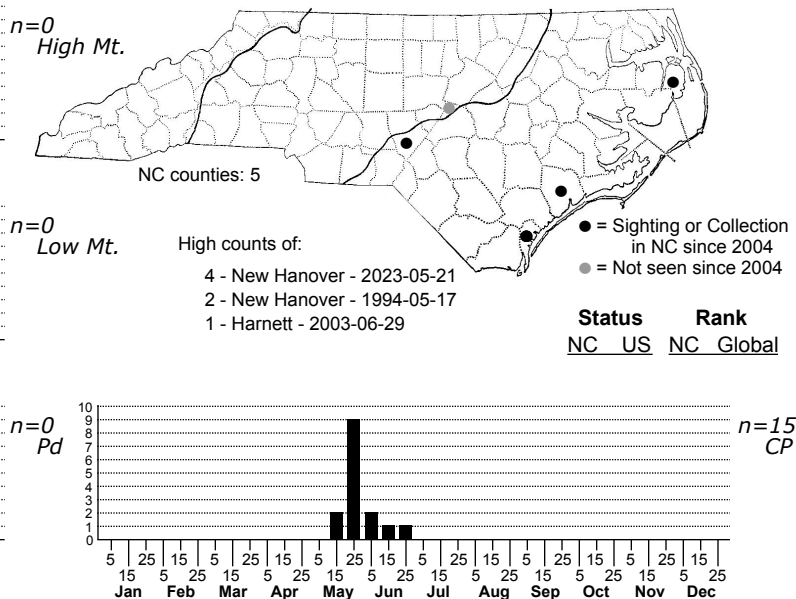 n=0
High Mt.
NC counties: 5
n=0
Low Mt.
High counts of:
4 - New Hanover - 2023-05-21
2 - New Hanover - 1994-05-17
1 - Harnett - 2003-06-29
= Sighting or Collection
in NC since 2004
= Not seen since 2004
Status Rank
NC US NC Global
n=0
Pd
n=15
CP
10
9
8
7
6
5
4
3
2
1
0
5 25 15 5 25 15 5 25 15 5 25 15 5 25 15 5 25 15
15 5 25 15 5 25 15 5 25 15 5 25 15 5 25 15 5 25
Jan Feb Mar Apr May Jun Jul Aug Sep Oct Nov Dec